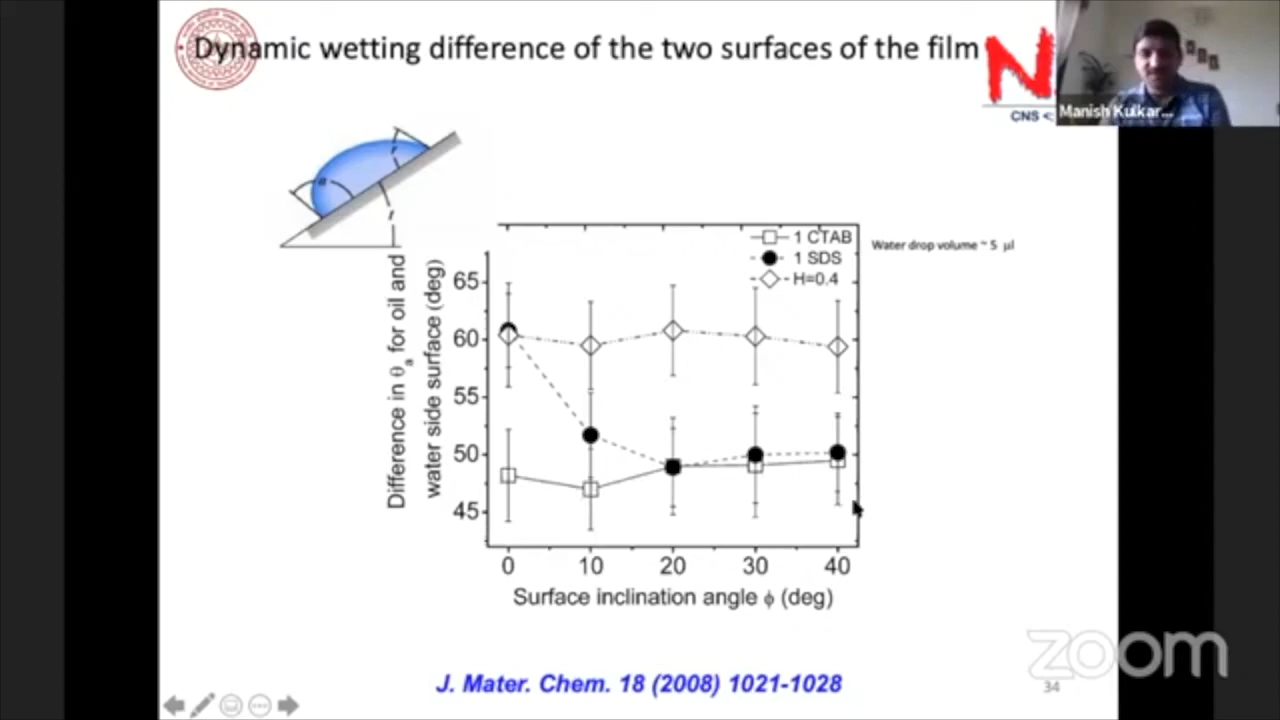 Dynamic wetting difference of the two surfaces of the film
CNS
Manish Kulkar...
1 CTAB
1 SDS
H=0.4
Water drop volume ~ 5 µl
Difference in θa for oil and
water side surface (deg)
65
60
55
50
45
0 10 20 30 40
Surface inclination angle ϕ (deg)
J. Mater. Chem. 18 (2008) 1021-1028
34
zoom